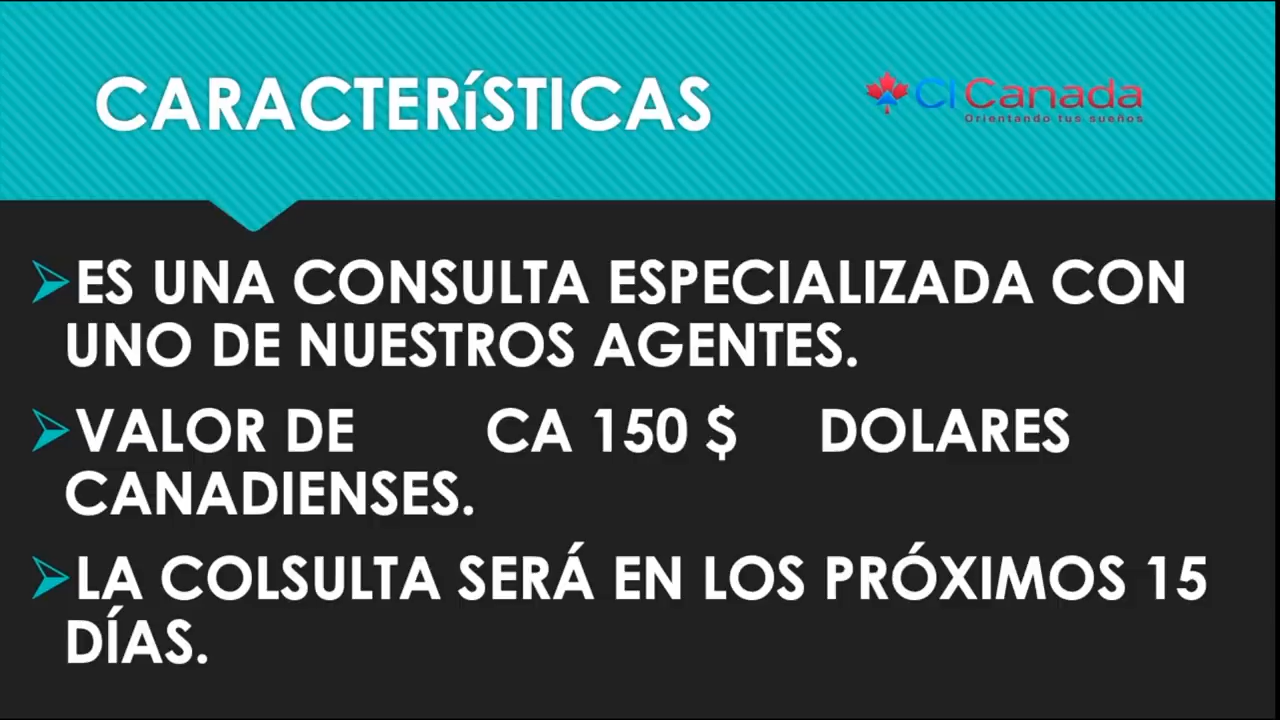 CARACTERíSTICAS
CI Canada
Orientando tus sueños
ES UNA CONSULTA ESPECIALIZADA CON
UNO DE NUESTROS AGENTES.
VALOR DE CA 150 $ DOLARES
CANADIENSES.
LA COLSULTA SERÁ EN LOS PRÓXIMOS 15
DÍAS.